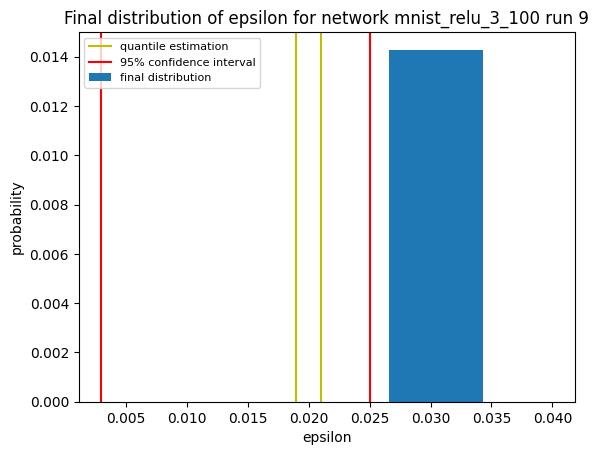 Final distribution of epsilon for network mnist_relu_3_100 run 9
quantile estimation
95% confidence interval
final distribution
probability
0.014
0.012
0.010
0.008
0.006
0.004
0.002
0.000
0.005 0.010 0.015 0.020 0.025 0.030 0.035 0.040
epsilon